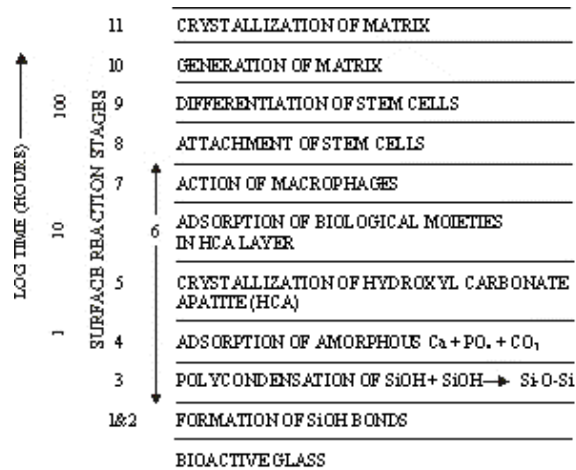 11 CRYSTALLIZATION OF MATRIX
10 GENERATION OF MATRIX
9 DIFFERENTIATION OF STEM CELLS
8 ATTACHMENT OF STEM CELLS
7 ACTION OF MACROPHAGES
6 ADSORPTION OF BIOLOGICAL MOIETIES
IN HCA LAYER
5 CRYSTALLIZATION OF HYDROXYL CARBONATE
APATITE (HCA)
4 ADSORPTION OF AMORPHOUS Ca + PO₄ + CO₃
3 POLYCONDENSATION OF SiOH + SiOH → Si-O-Si
1&2 FORMATION OF SiOH BONDS
BIOACTIVE GLASS
LOG TIME (HOURS)
1
10
100
SURFACE REACTION STAGES